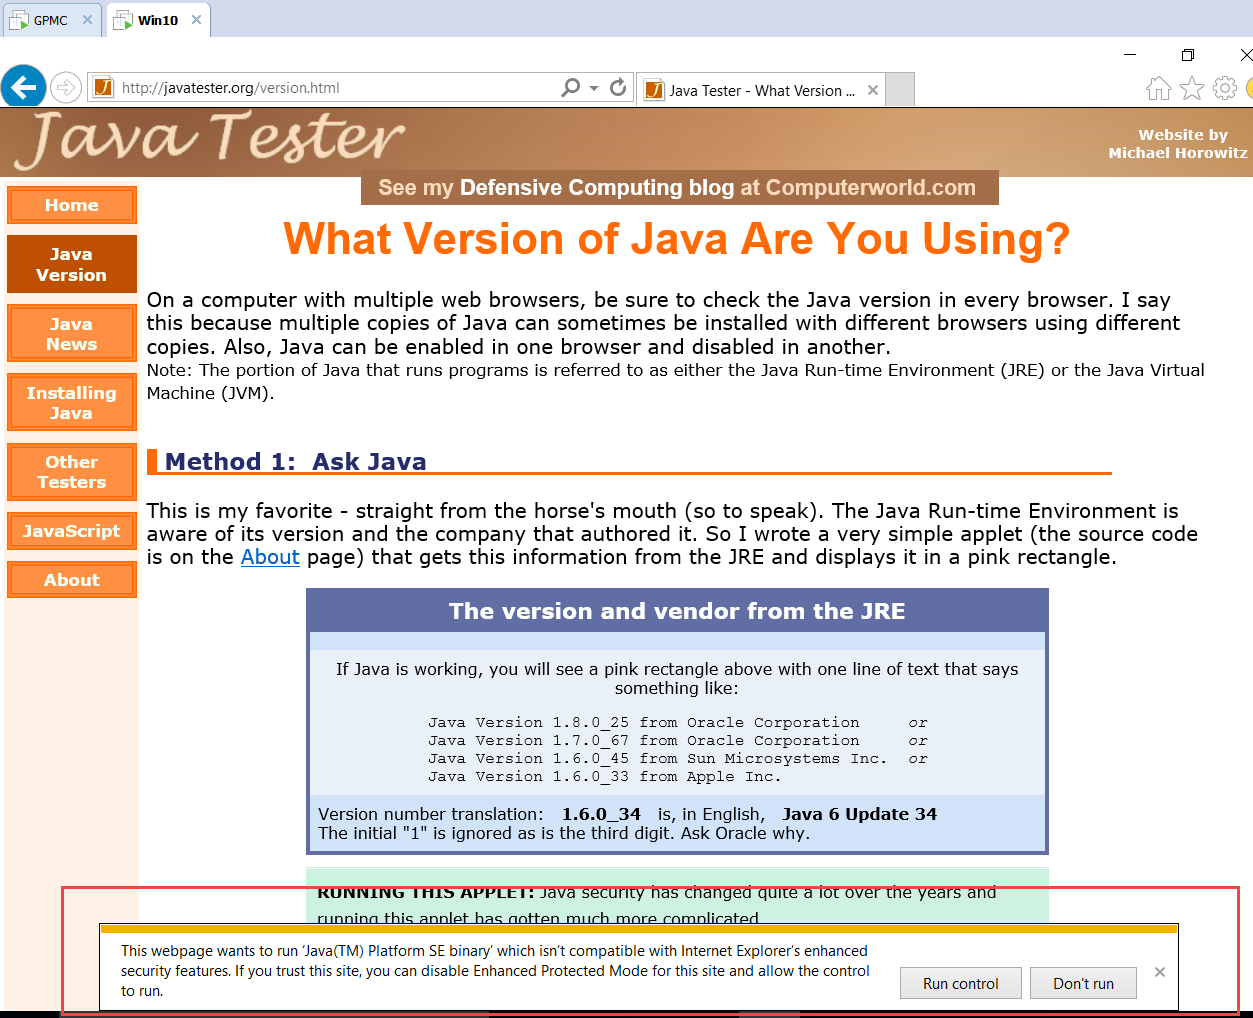 GPMC
Win10
http://javatester.org/version.html
Java Tester - What Version ...
Java Tester
Website by
Michael Horowitz
See my Defensive Computing blog at Computerworld.com
Home
Java
Version
Java
News
Installing
Java
Other
Testers
JavaScript
About
What Version of Java Are You Using?
On a computer with multiple web browsers, be sure to check the Java version in every browser. I say
this because multiple copies of Java can sometimes be installed with different browsers using different
copies. Also, Java can be enabled in one browser and disabled in another.
Note: The portion of Java that runs programs is referred to as either the Java Run-time Environment (JRE) or the Java Virtual
Machine (JVM).
Method 1:  Ask Java
This is my favorite - straight from the horse's mouth (so to speak). The Java Run-time Environment is
aware of its version and the company that authored it. So I wrote a very simple applet (the source code
is on the About page) that gets this information from the JRE and displays it in a pink rectangle.
The version and vendor from the JRE
If Java is working, you will see a pink rectangle above with one line of text that says
something like:
Java Version 1.8.0_25 from Oracle Corporation or
Java Version 1.7.0_67 from Oracle Corporation or
Java Version 1.6.0_45 from Sun Microsystems Inc. or
Java Version 1.6.0_33 from Apple Inc.
Version number translation: 1.6.0_34 is, in English, Java 6 Update 34
The initial "1" is ignored as is the third digit. Ask Oracle why.
RUNNING THIS APPLET: Java security has changed quite a lot over the years and
running this applet has gotten much more complicated
This webpage wants to run ‘Java(TM) Platform SE binary’ which isn’t compatible with Internet Explorer’s enhanced
security features. If you trust this site, you can disable Enhanced Protected Mode for this site and allow the control
to run.
Run control
Don't run